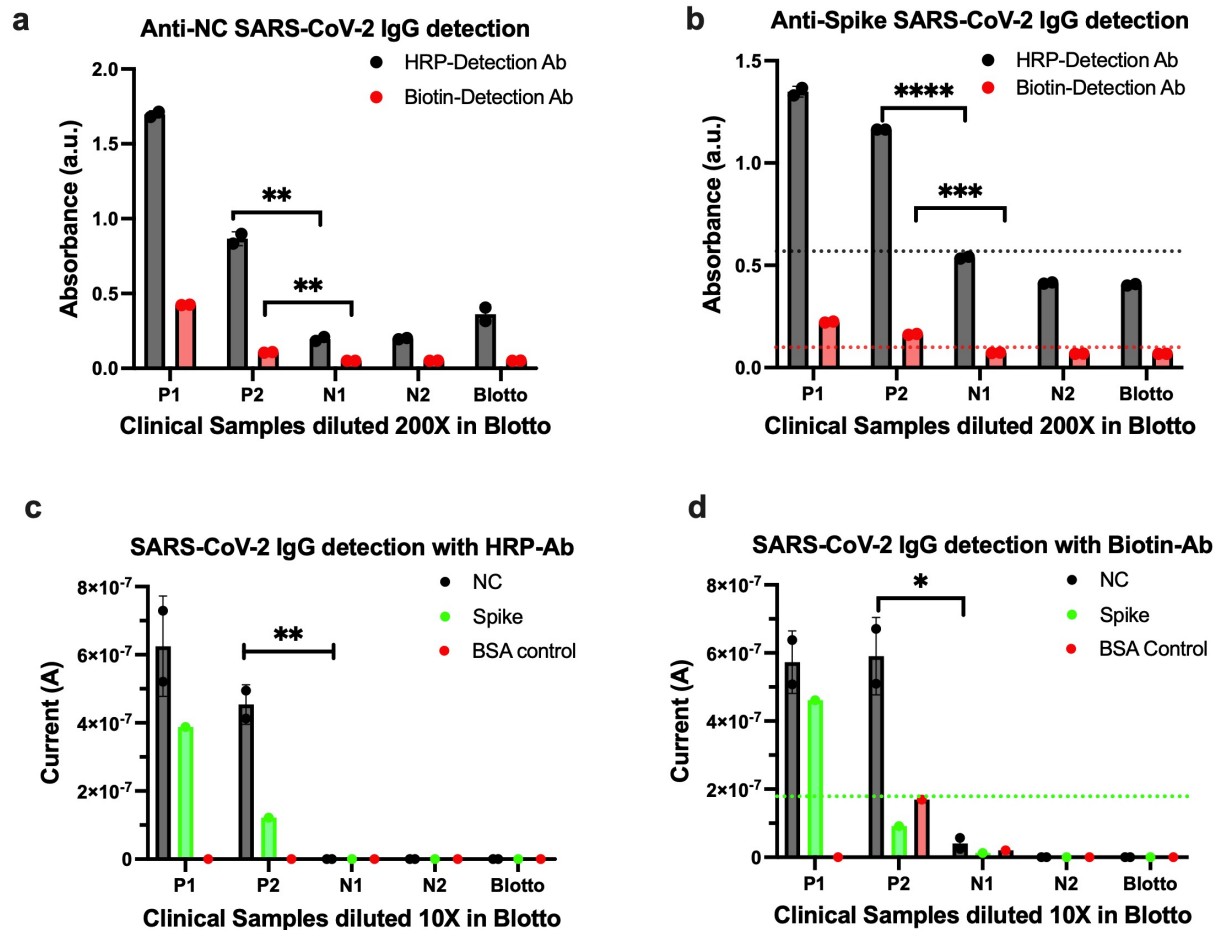 a
Anti-NC SARS-CoV-2 IgG detection
HRP-Detection Ab
Biotin-Detection Ab
Absorbance (a.u.)
2.0
1.5
1.0
0.5
0.0
**
**
P1 P2 N1 N2 Blotto
Clinical Samples diluted 200X in Blotto
b
Anti-Spike SARS-CoV-2 IgG detection
HRP-Detection Ab
Biotin-Detection Ab
Absorbance (a.u.)
1.5
1.0
0.5
0.0
****
***
P1 P2 N1 N2 Blotto
Clinical Samples diluted 200X in Blotto
c
SARS-CoV-2 IgG detection with HRP-Ab
NC
Spike
BSA control
Current (A)
8×10⁻⁷
6×10⁻⁷
4×10⁻⁷
2×10⁻⁷
0
**
P1 P2 N1 N2 Blotto
Clinical Samples diluted 10X in Blotto
d
SARS-CoV-2 IgG detection with Biotin-Ab
NC
Spike
BSA Control
Current (A)
8×10⁻⁷
6×10⁻⁷
4×10⁻⁷
2×10⁻⁷
0
*
P1 P2 N1 N2 Blotto
Clinical Samples diluted 10X in Blotto